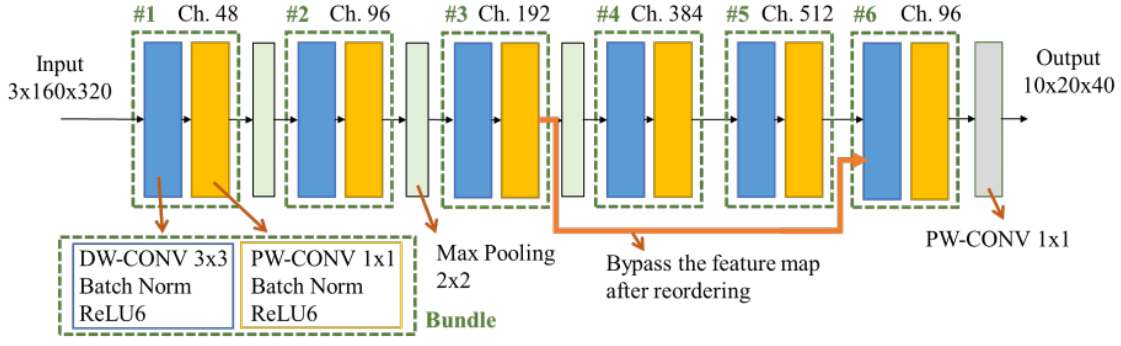 #1 Ch. 48
#2 Ch. 96
#3 Ch. 192
#4 Ch. 384
#5 Ch. 512
#6 Ch. 96
Input
3x160x320
Output
10x20x40
DW-CONV 3x3
Batch Norm
ReLU6
PW-CONV 1x1
Batch Norm
ReLU6
Bundle
Max Pooling
2x2
Bypass the feature map
after reordering
PW-CONV 1x1